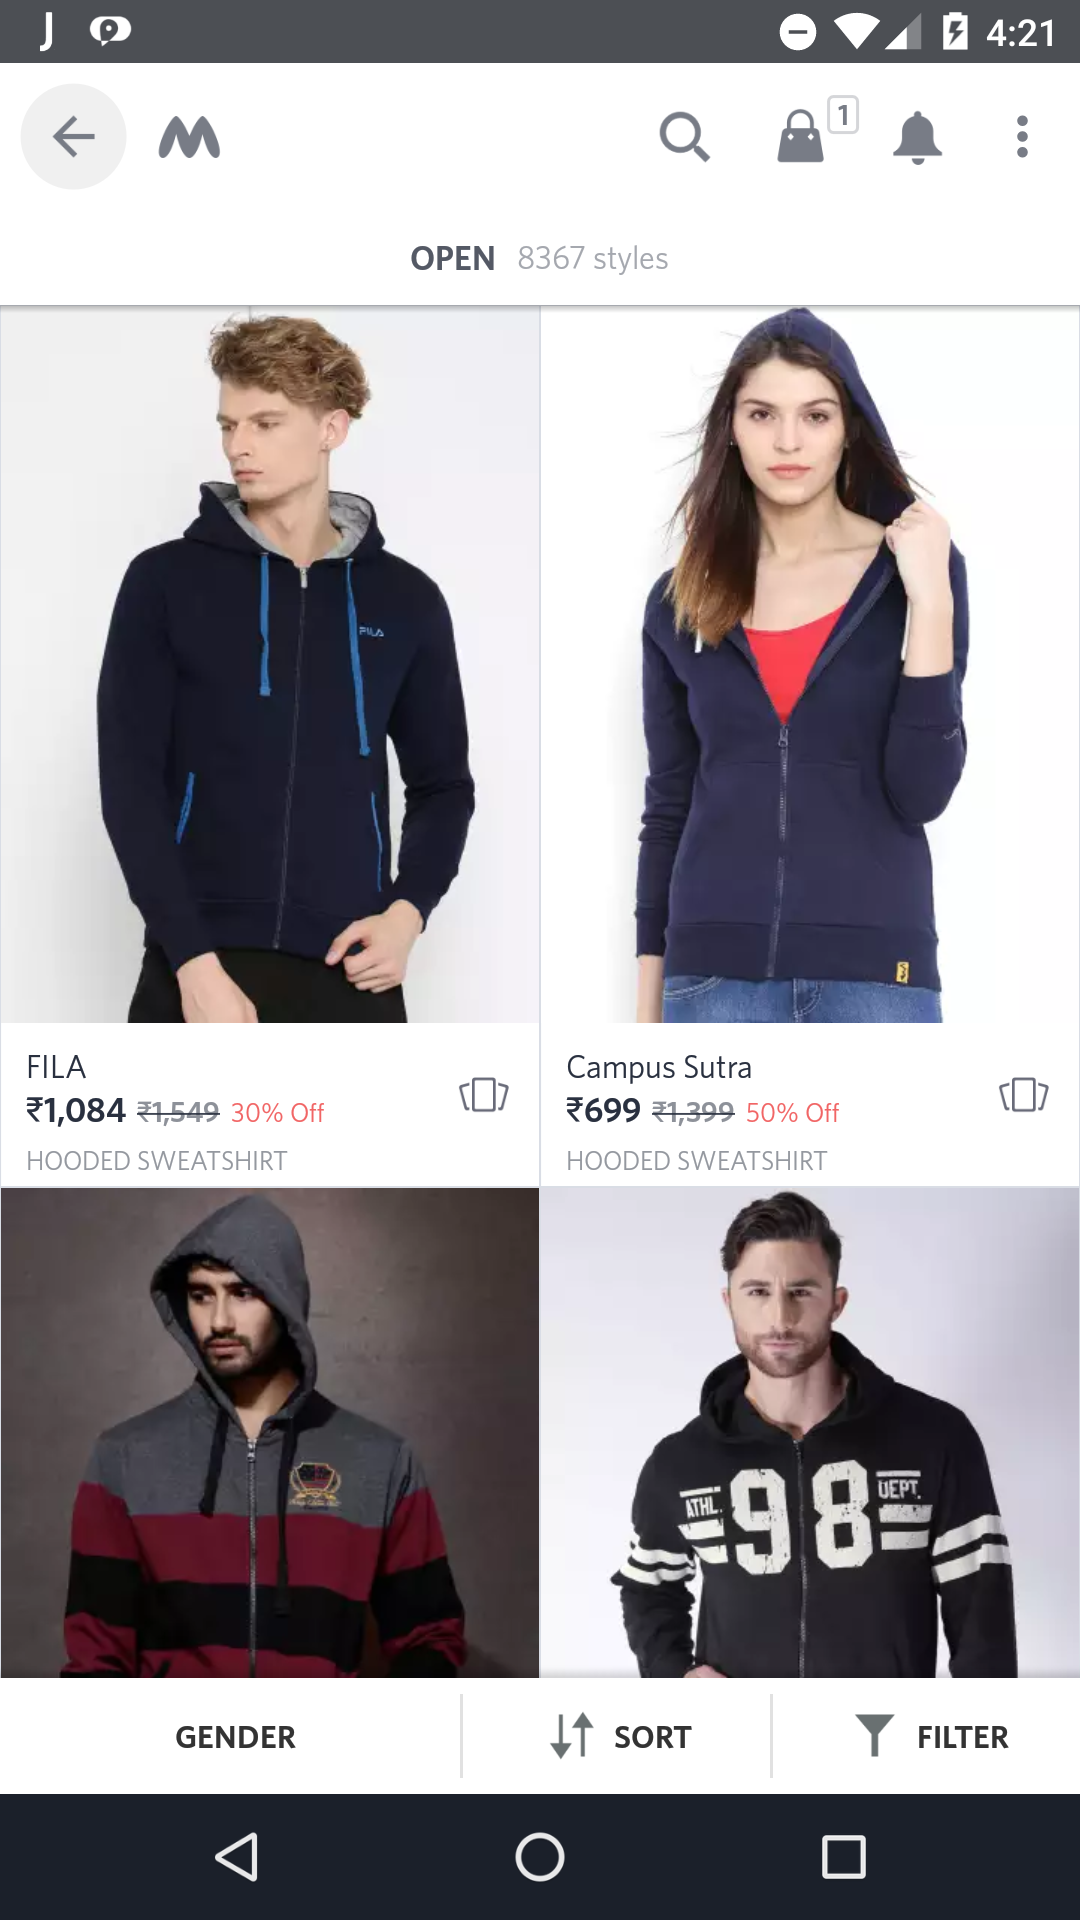 4:21
1
OPEN 8367 styles
FILA
FILA
₹1,084 ₹1,549 30% Off
HOODED SWEATSHIRT
Campus Sutra
₹699 ₹1,399 50% Off
HOODED SWEATSHIRT
ATHL. 98 DEPT.
GENDER
SORT
FILTER